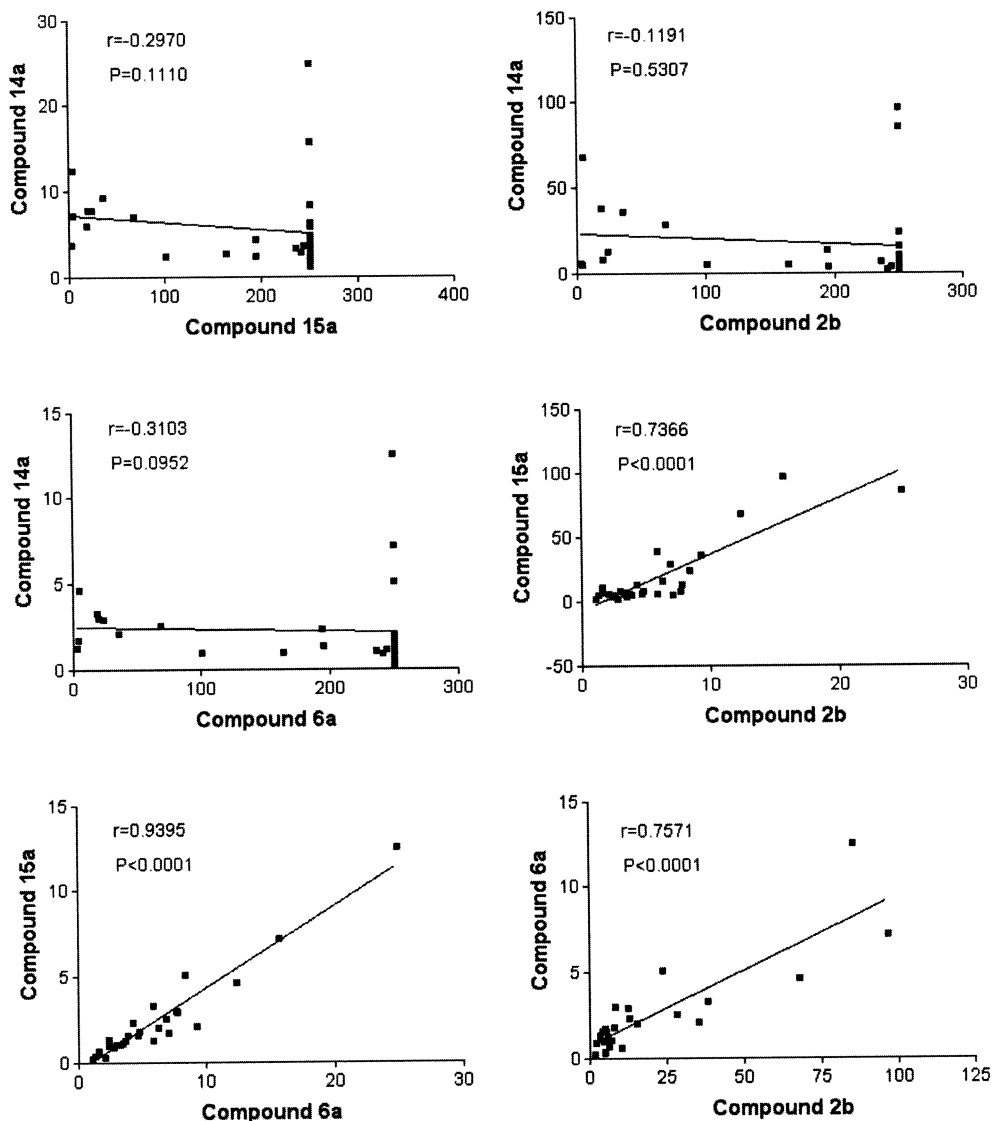 r=-0.2970
P=0.1110
Compound 14a
30
20
10
0
0 100 200 300 400
Compound 15a
r=-0.1191
P=0.5307
Compound 14a
150
100
50
0
0 100 200 300
Compound 2b
r=-0.3103
P=0.0952
Compound 14a
15
10
5
0
0 100 200 300
Compound 6a
r=0.7366
P<0.0001
Compound 15a
150
100
50
0
-50
0 10 20 30
Compound 2b
r=0.9395
P<0.0001
Compound 15a
15
10
5
0
0 10 20 30
Compound 6a
r=0.7571
P<0.0001
Compound 6a
15
10
5
0
0 25 50 75 100 125
Compound 2b